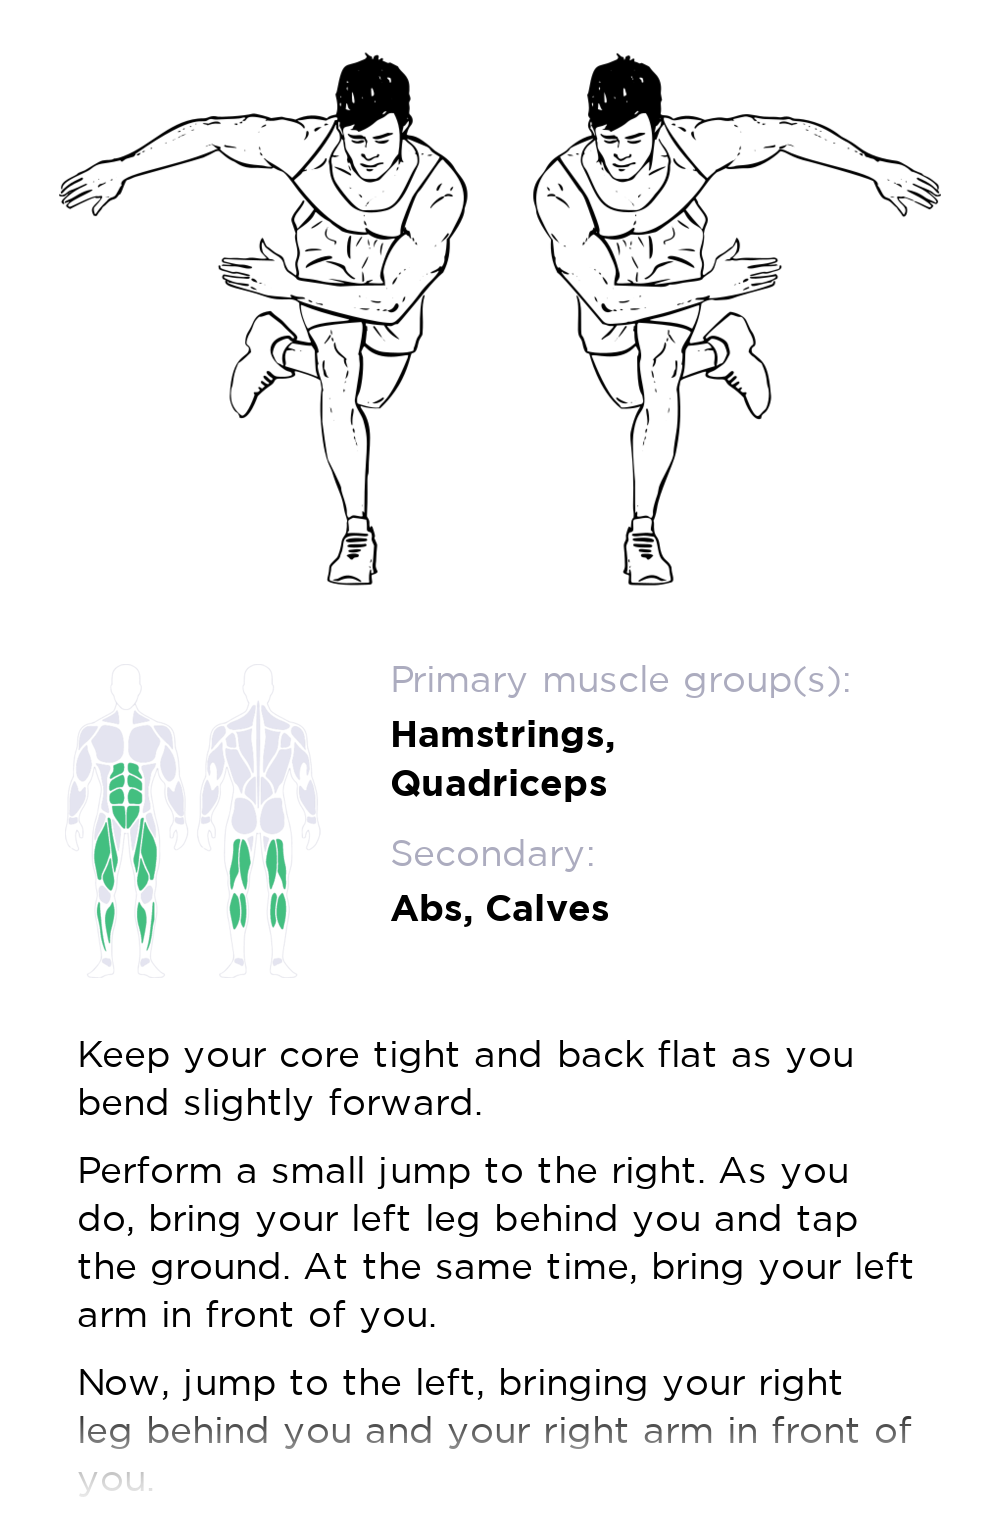 Primary muscle group(s):
Hamstrings,
Quadriceps
Secondary:
Abs, Calves
Keep your core tight and back flat as you
bend slightly forward.
Perform a small jump to the right. As you
do, bring your left leg behind you and tap
the ground. At the same time, bring your left
arm in front of you.
Now, jump to the left, bringing your right
leg behind you and your right arm in front of
you.